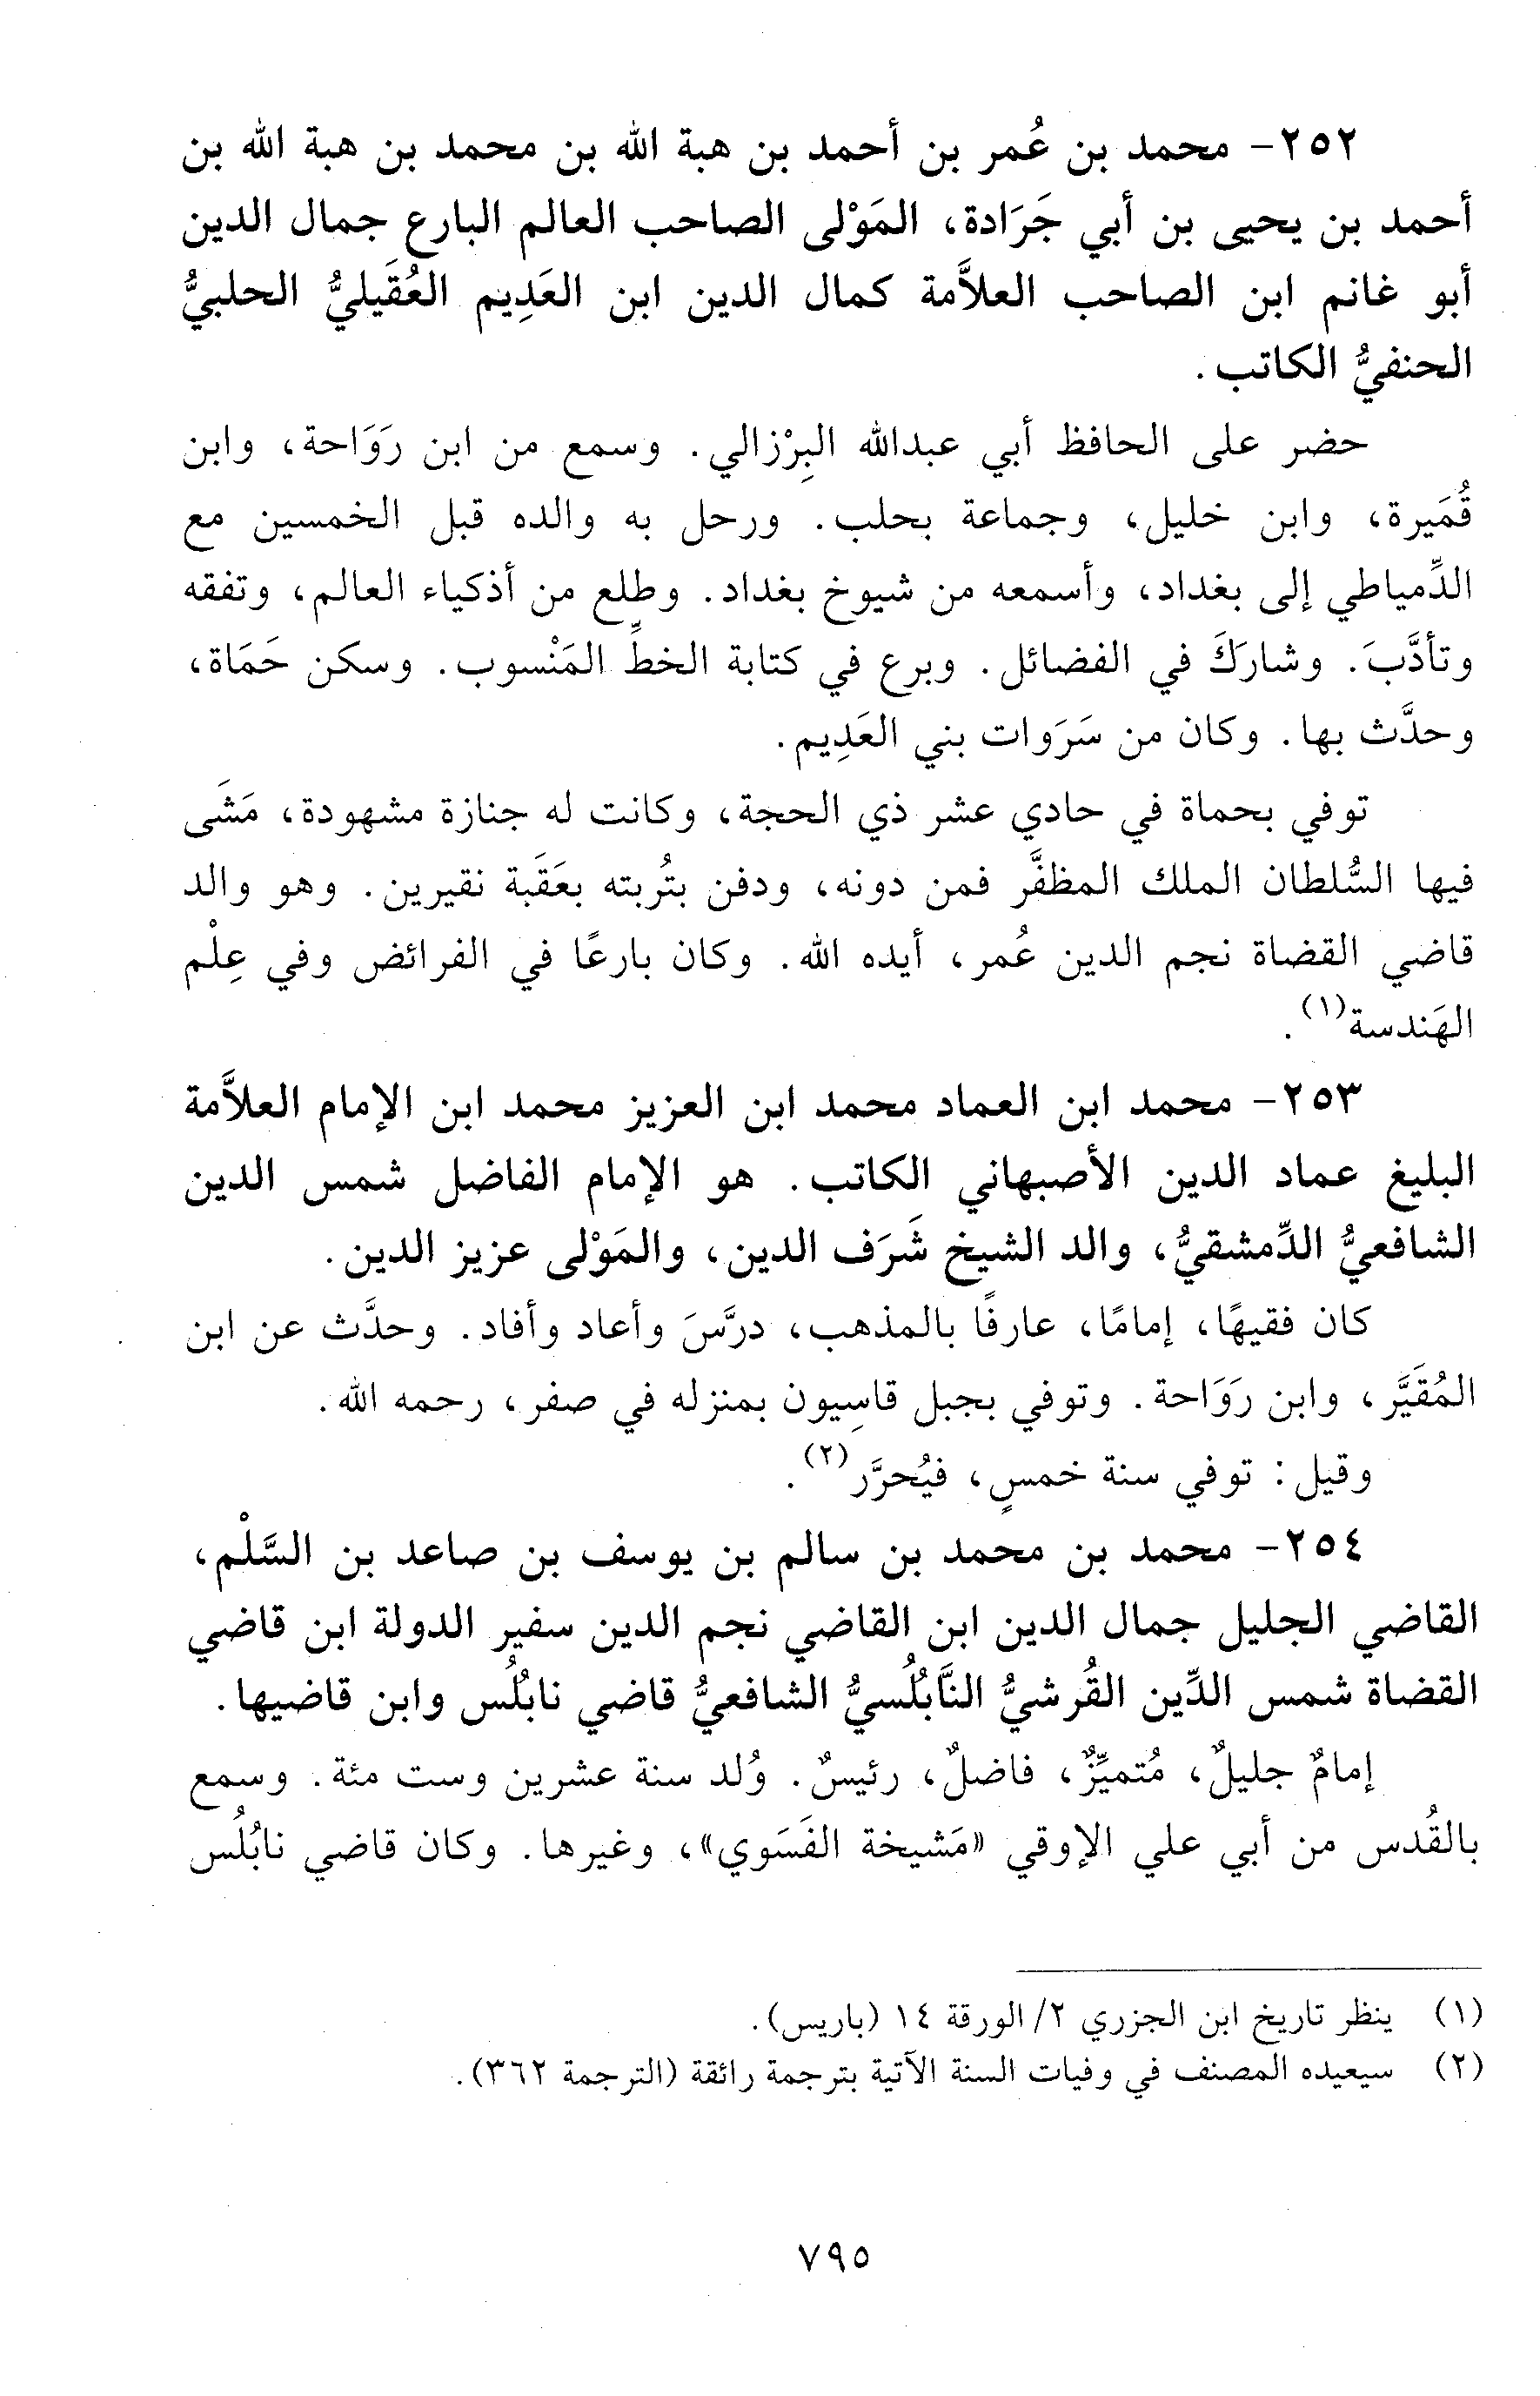 ٢٥٢- محمد بن عُمر بن أحمد بن هبة الله بن محمد بن هبة الله بن
أحمد بن يحيى بن أبي جَرَادة، المَوْلى الصاحب العالم البارع جمال الدين
أبو غانم ابن الصاحب العلاَّمة كمال الدين ابن العَدِيم العُقَيليُّ الحلبيُّ
الحنفيُّ الكاتب.
حضر على الحافظ أبي عبدالله البِرْزالي. وسمع من ابن رَوَاحة، وابن
قُمَيرة، وابن خليل، وجماعة بحلب. ورحل به والده قبل الخمسين مع
الدِّمياطي إلى بغداد، وأسمعه من شيوخ بغداد. وطلع من أذكياء العالم، وتفقه
وتأدَّبَ. وشارَكَ في الفضائل. وبرع في كتابة الخطِّ المَنْسوب. وسكن حَمَاة،
وحدَّث بها. وكان من سَرَوات بني العَدِيم.
توفي بحماة في حادي عشر ذي الحجة، وكانت له جنازة مشهودة، مَشَى
فيها السُّلطان الملك المظفَّر فمن دونه، ودفن بتُربته بعَقَبة نقيرين. وهو والد
قاضي القضاة نجم الدين عُمر، أيده الله. وكان بارعًا في الفرائض وفي عِلْم
الهَندسة(١).
٢٥٣- محمد ابن العماد محمد ابن العزيز محمد ابن الإمام العلاَّمة
البليغ عماد الدين الأصبهاني الكاتب. هو الإمام الفاضل شمس الدين
الشافعيُّ الدِّمشقيُّ، والد الشيخ شَرَف الدين، والمَوْلى عزيز الدين.
كان فقيهًا، إمامًا، عارفًا بالمذهب، درَّسَ وأعاد وأفاد. وحدَّث عن ابن
المُقَيَّر، وابن رَوَاحة. وتوفي بجبل قاسِيون بمنزله في صفر، رحمه الله.
وقيل: توفي سنة خمسٍ، فيُحرَّر(٢).
٢٥٤- محمد بن محمد بن سالم بن يوسف بن صاعد بن السَّلْم،
القاضي الجليل جمال الدين ابن القاضي نجم الدين سفير الدولة ابن قاضي
القضاة شمس الدِّين القُرشيُّ النَّابُلُسيُّ الشافعيُّ قاضي نابُلُس وابن قاضيها.
إمامٌ جليلٌ، مُتميِّزٌ، فاضلٌ، رئيسٌ. وُلد سنة عشرين وست مئة. وسمع
بالقُدس من أبي علي الإوقي «مَشيخة الفَسَوي»، وغيرها. وكان قاضي نابُلُس
(١) ينظر تاريخ ابن الجزري ٢/ الورقة ١٤ (باريس).
(٢) سيعيده المصنف في وفيات السنة الآتية بترجمة رائقة (الترجمة ٣٦٢).
٧٩٥